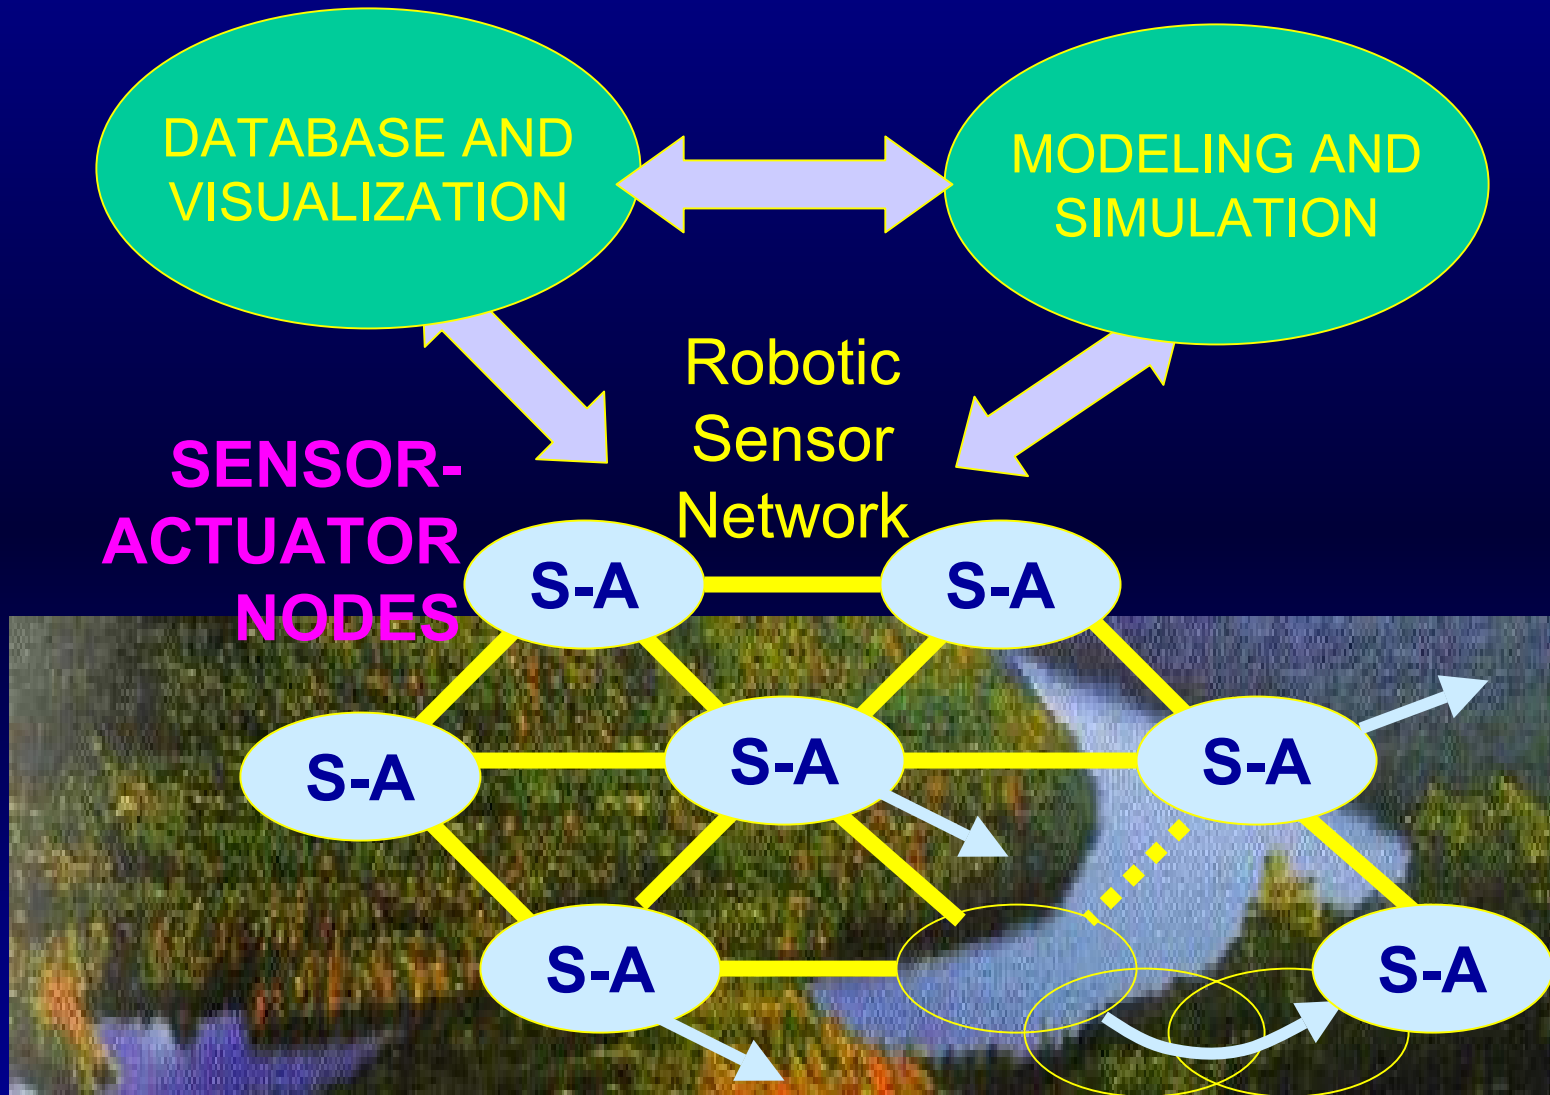 DATABASE AND
VISUALIZATION
MODELING AND
SIMULATION
Robotic
Sensor
Network
SENSOR-
ACTUATOR
NODES
S-A
S-A
S-A
S-A
S-A
S-A
S-A